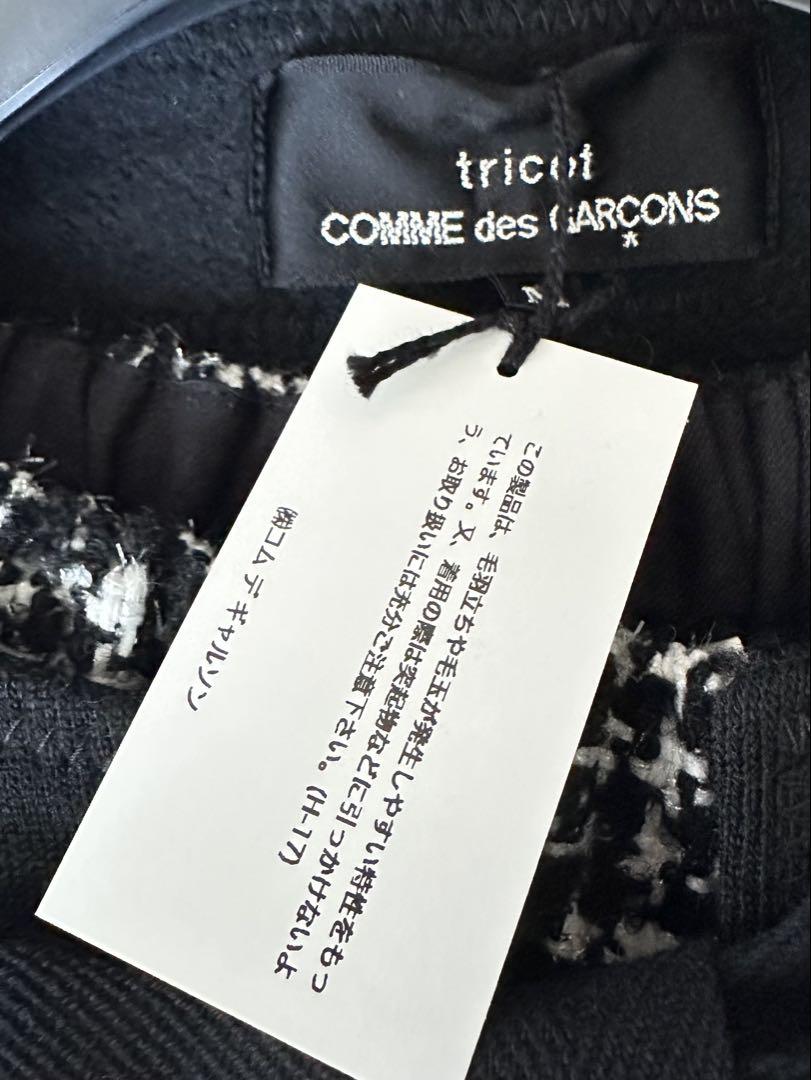 tricot
COMME des GARÇONS
*
この製品は、毛羽立ちや毛玉が発生しやすい特性をもつ
ています。又、着用の際は突起物などに引っかけないよ
う、お取り扱いには充分ご注意下さい。(H-17)
㈱コム デ ギャルソン